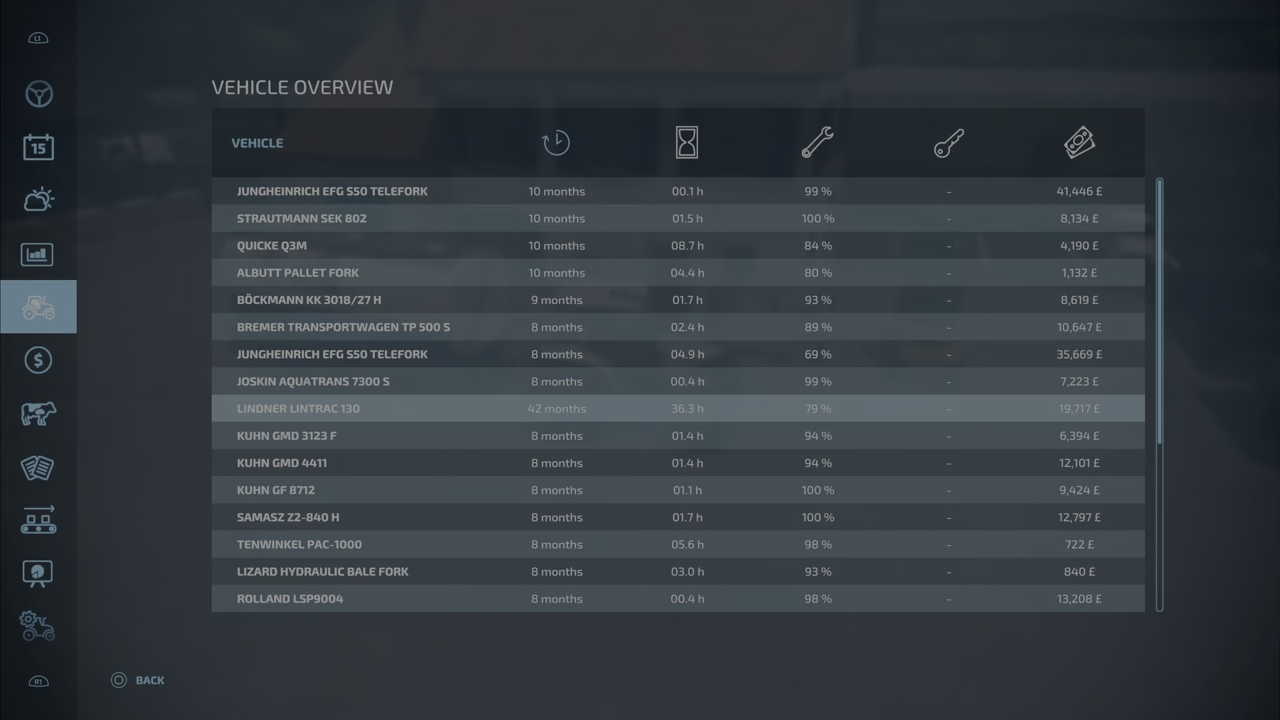 L1
VEHICLE OVERVIEW
VEHICLE
15
JUNGHEINRICH EFG S50 TELEFORK 10 months 00.1 h 99 % - 41,446 £
STRAUTMANN SEK 802 10 months 01.5 h 100 % - 8,134 £
QUICKE Q3M 10 months 08.7 h 84 % - 4,190 £
ALBUTT PALLET FORK 10 months 04.4 h 80 % - 1,132 £
BÖCKMANN KK 3018/27 H 9 months 01.7 h 93 % - 8,619 £
BREMER TRANSPORTWAGEN TP 500 S 8 months 02.4 h 89 % - 10,647 £
JUNGHEINRICH EFG S50 TELEFORK 8 months 04.9 h 69 % - 35,669 £
JOSKIN AQUATRANS 7300 S 8 months 00.4 h 99 % - 7,223 £
LINDNER LINTRAC 130 42 months 36.3 h 79 % - 19,717 £
KUHN GMD 3123 F 8 months 01.4 h 94 % - 6,394 £
KUHN GMD 4411 8 months 01.4 h 94 % - 12,101 £
KUHN GF 8712 8 months 01.1 h 100 % - 9,424 £
SAMASZ Z2-840 H 8 months 01.7 h 100 % - 12,797 £
TENWINKEL PAC-1000 8 months 05.6 h 98 % - 722 £
LIZARD HYDRAULIC BALE FORK 8 months 03.0 h 93 % - 840 £
ROLLAND LSP9004 8 months 00.4 h 98 % - 13,208 £
R1
BACK